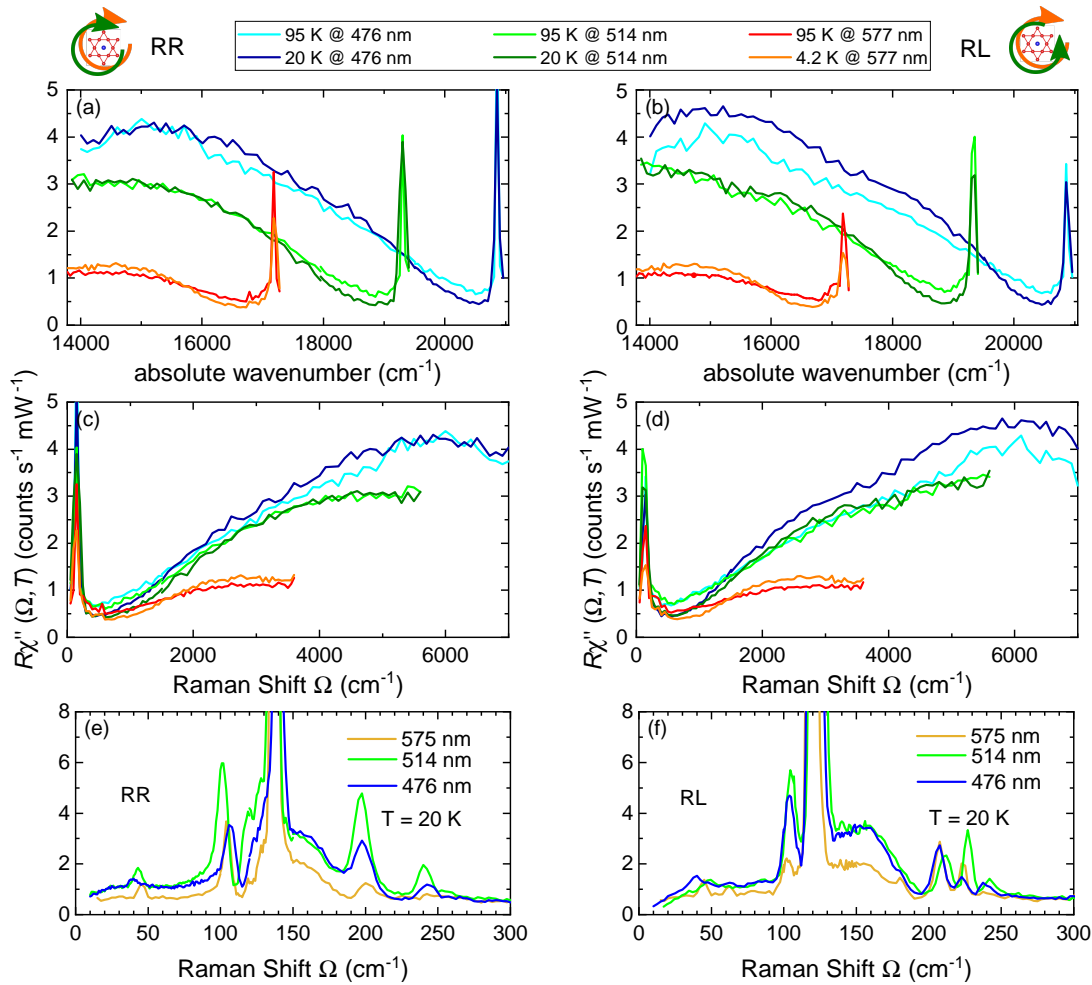 RR
95 K @ 476 nm 95 K @ 514 nm 95 K @ 577 nm
20 K @ 476 nm 20 K @ 514 nm 4.2 K @ 577 nm
RL
(a)
5
4
3
2
1
0
14000 16000 18000 20000
absolute wavenumber (cm⁻¹)
(b)
5
4
3
2
1
0
14000 16000 18000 20000
absolute wavenumber (cm⁻¹)
Rχ'' (Ω, T) (counts s⁻¹ mW⁻¹)
(c)
5
4
3
2
1
0
0 2000 4000 6000
Raman Shift Ω (cm⁻¹)
Rχ'' (Ω, T) (counts s⁻¹ mW⁻¹)
(d)
5
4
3
2
1
0
0 2000 4000 6000
Raman Shift Ω (cm⁻¹)
(e)
8
6
4
2
0
575 nm
514 nm
476 nm
RR
T = 20 K
0 50 100 150 200 250 300
Raman Shift Ω (cm⁻¹)
(f)
8
6
4
2
0
575 nm
514 nm
476 nm
RL
T = 20 K
0 50 100 150 200 250 300
Raman Shift Ω (cm⁻¹)